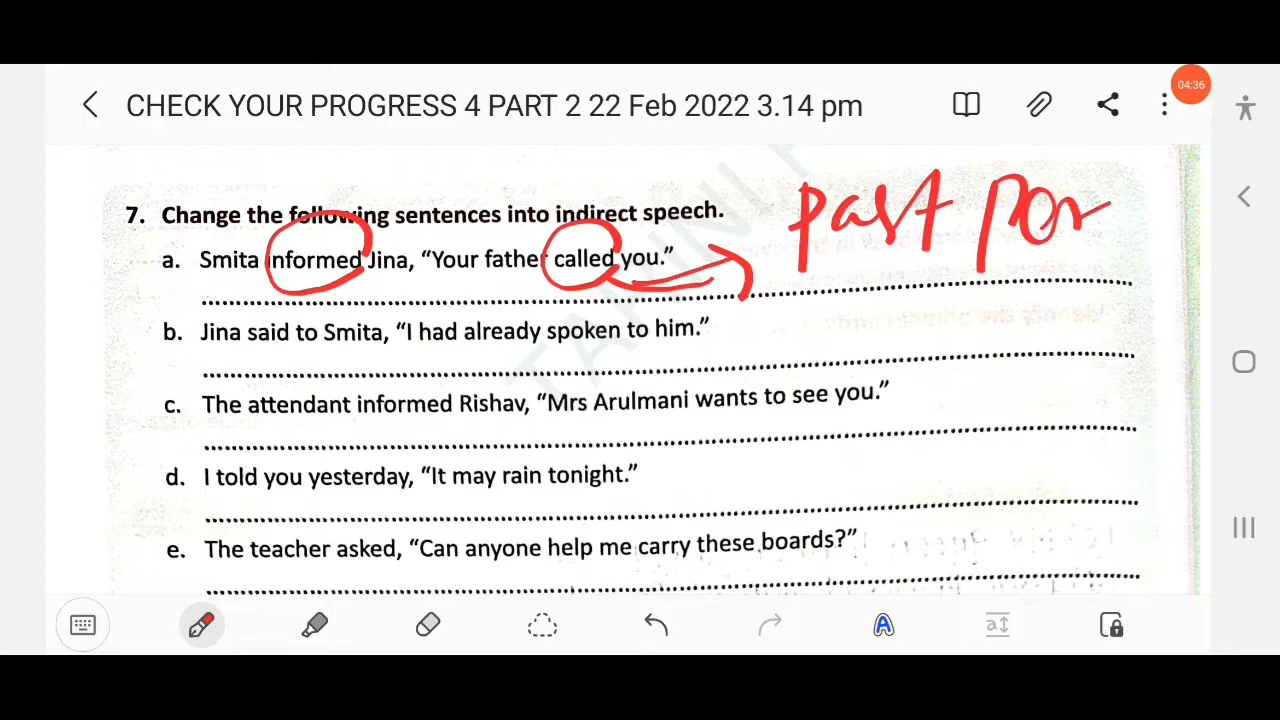 04:36
CHECK YOUR PROGRESS 4 PART 2 22 Feb 2022 3.14 pm
past per
7. Change the following sentences into indirect speech.
a. Smita informed Jina, “Your father called you.”
b. Jina said to Smita, “I had already spoken to him.”
c. The attendant informed Rishav, “Mrs Arulmani wants to see you.”
d. I told you yesterday, “It may rain tonight.”
e. The teacher asked, “Can anyone help me carry these boards?”
A
a